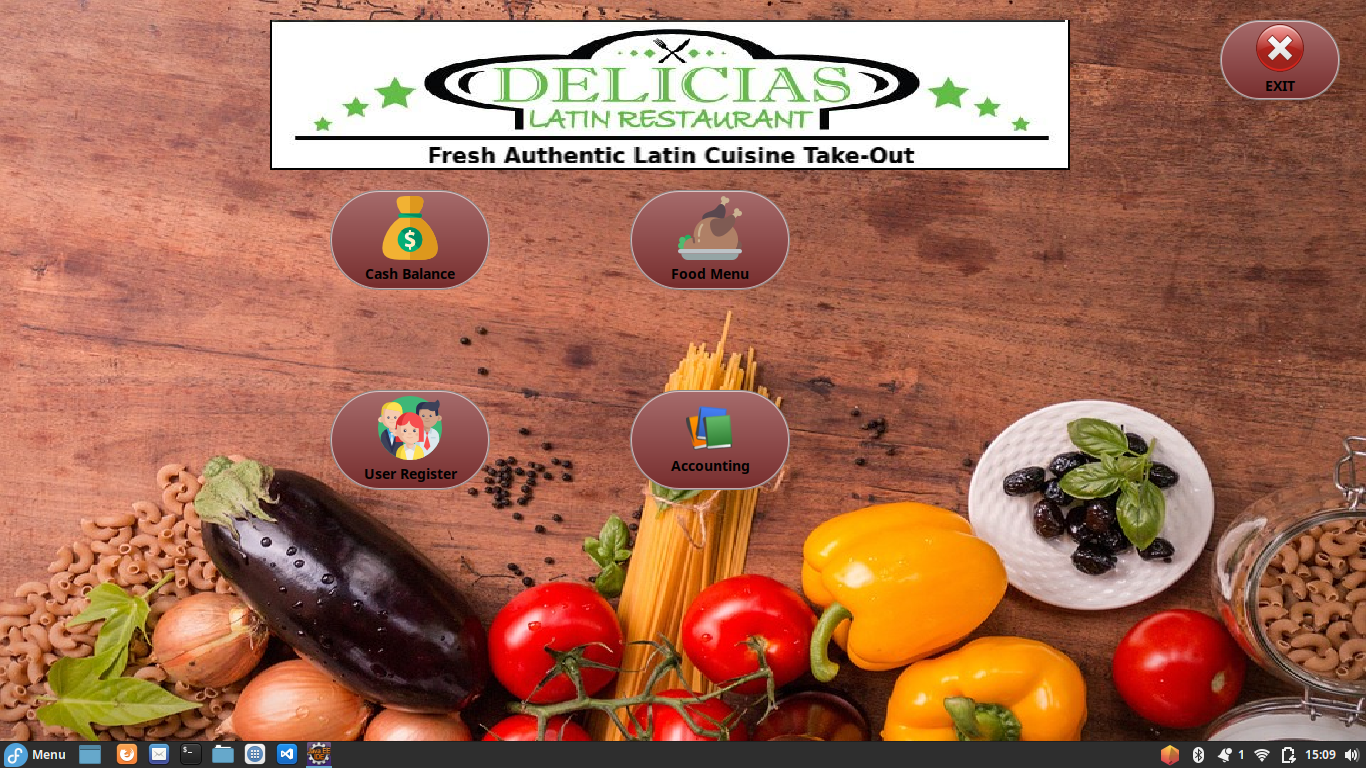 DELICIAS
LATIN RESTAURANT
Fresh Authentic Latin Cuisine Take-Out
EXIT
$
Cash Balance
Food Menu
User Register
Accounting
Menu
1
15:09